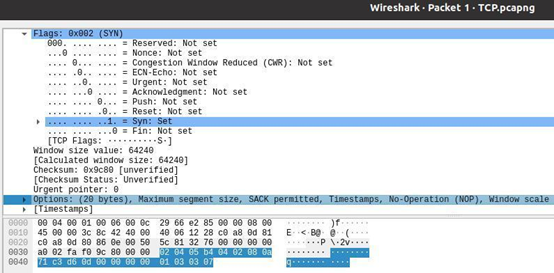 Wireshark · Packet 1 · TCP.pcapng
Flags: 0x002 (SYN)
000. .... .... = Reserved: Not set
...0 .... .... = Nonce: Not set
.... 0... .... = Congestion Window Reduced (CWR): Not set
.... .0.. .... = ECN-Echo: Not set
.... ..0. .... = Urgent: Not set
.... ...0 .... = Acknowledgment: Not set
.... .... 0... = Push: Not set
.... .... .0.. = Reset: Not set
.... .... ..1. = Syn: Set
.... .... ...0 = Fin: Not set
[TCP Flags: ··········S·]
Window size value: 64240
[Calculated window size: 64240]
Checksum: 0x9c80 [unverified]
[Checksum Status: Unverified]
Urgent pointer: 0
Options: (20 bytes), Maximum segment size, SACK permitted, Timestamps, No-Operation (NOP), Window scale
[Timestamps]
0000 00 04 00 01 00 06 00 0c 29 66 e2 85 00 00 08 00 ········ )f······
0010 45 00 00 3c 8c 42 40 00 40 06 12 28 c0 a8 0d 81 E··<·B@· @··(····
0020 c0 a8 0d 80 86 0e 00 50 5c 81 32 76 00 00 00 00 ·······P \·2v····
0030 a0 02 fa f0 9c 80 00 00 02 04 05 b4 04 02 08 0a ········ ········
0040 71 c3 d6 0d 00 00 00 00 01 03 03 07 q······· ····